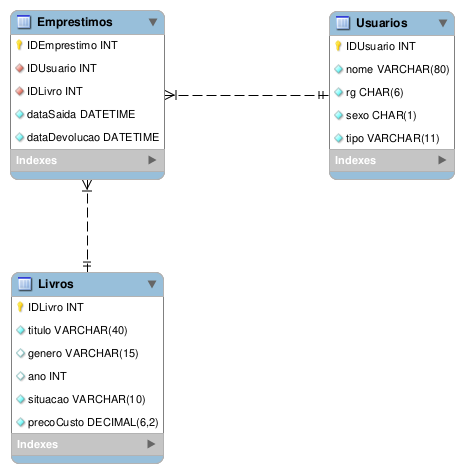 Emprestimos
IDEmprestimo INT
IDUsuario INT
IDLivro INT
dataSaida DATETIME
dataDevolucao DATETIME
Indexes
Usuarios
IDUsuario INT
nome VARCHAR(80)
rg CHAR(6)
sexo CHAR(1)
tipo VARCHAR(11)
Indexes
Livros
IDLivro INT
titulo VARCHAR(40)
genero VARCHAR(15)
ano INT
situacao VARCHAR(10)
precoCusto DECIMAL(6,2)
Indexes